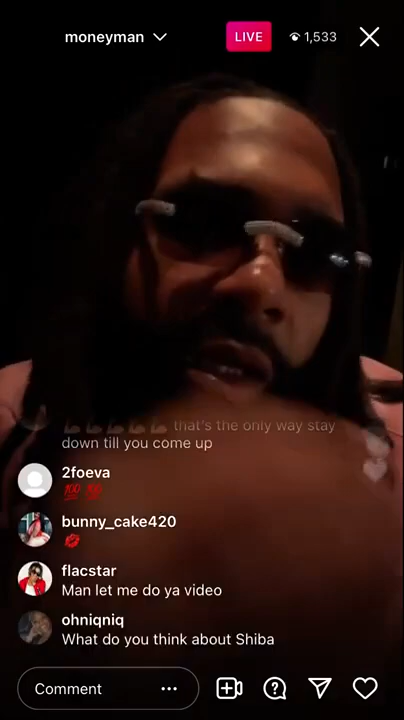 moneyman
LIVE
1,533
💪💪💪💪💪 that's the only way stay
down till you come up
2foeva
💯 💯
bunny_cake420
💋
flacstar
Man let me do ya video
ohniqniq
What do you think about Shiba
Comment